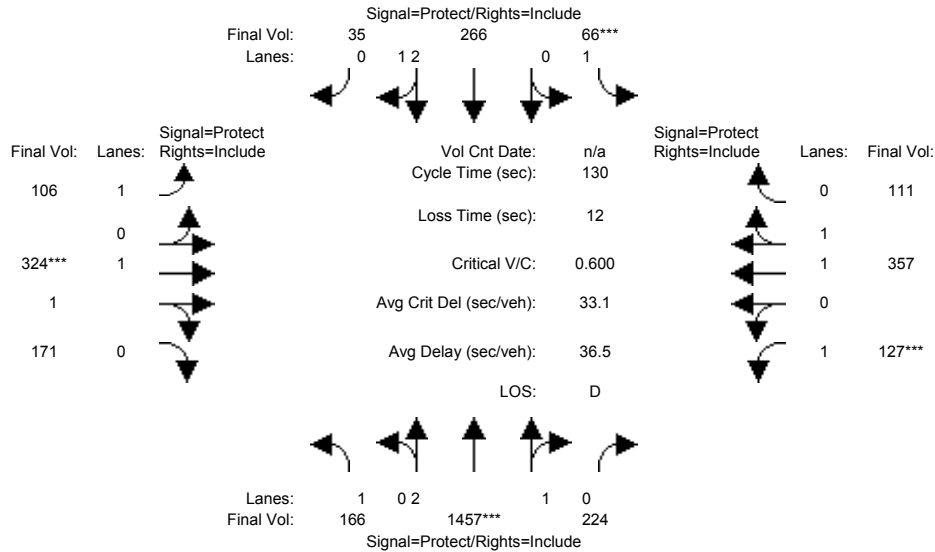 Signal=Protect/Rights=Include
Final Vol: 35 266 66***
Lanes: 0 1 2 0 1
Signal=Protect
Final Vol: Lanes: Rights=Include
Vol Cnt Date: n/a
Signal=Protect
Rights=Include Lanes: Final Vol:
Cycle Time (sec): 130
106 1
0 111
Loss Time (sec): 12
0
1
324*** 1
Critical V/C: 0.600
1 357
1
Avg Crit Del (sec/veh): 33.1
0
171 0
Avg Delay (sec/veh): 36.5
1 127***
LOS: D
Lanes: 1 0 2 1 0
Final Vol: 166 1457*** 224
Signal=Protect/Rights=Include